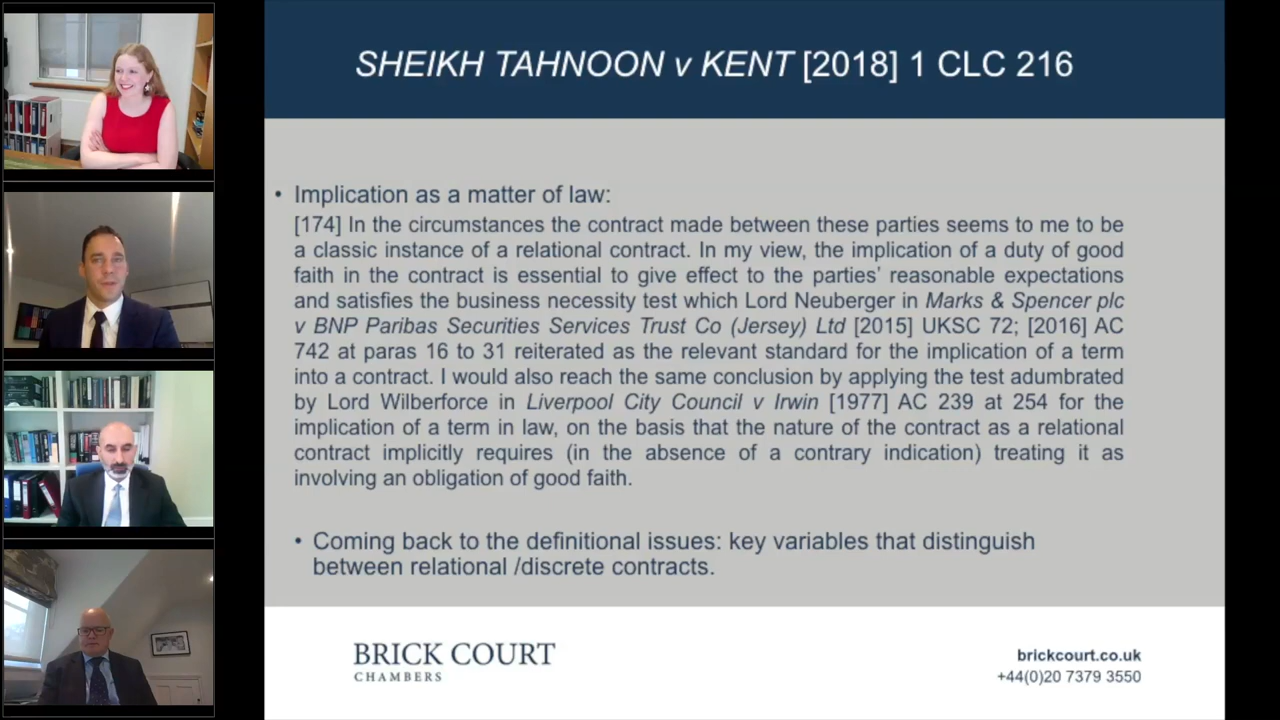 SHEIKH TAHNOON v KENT [2018] 1 CLC 216
• Implication as a matter of law:
[174] In the circumstances the contract made between these parties seems to me to be
a classic instance of a relational contract. In my view, the implication of a duty of good
faith in the contract is essential to give effect to the parties' reasonable expectations
and satisfies the business necessity test which Lord Neuberger in Marks & Spencer plc
v BNP Paribas Securities Services Trust Co (Jersey) Ltd [2015] UKSC 72; [2016] AC
742 at paras 16 to 31 reiterated as the relevant standard for the implication of a term
into a contract. I would also reach the same conclusion by applying the test adumbrated
by Lord Wilberforce in Liverpool City Council v Irwin [1977] AC 239 at 254 for the
implication of a term in law, on the basis that the nature of the contract as a relational
contract implicitly requires (in the absence of a contrary indication) treating it as
involving an obligation of good faith.
• Coming back to the definitional issues: key variables that distinguish
between relational /discrete contracts.
BRICK COURT
CHAMBERS
brickcourt.co.uk
+44(0)20 7379 3550